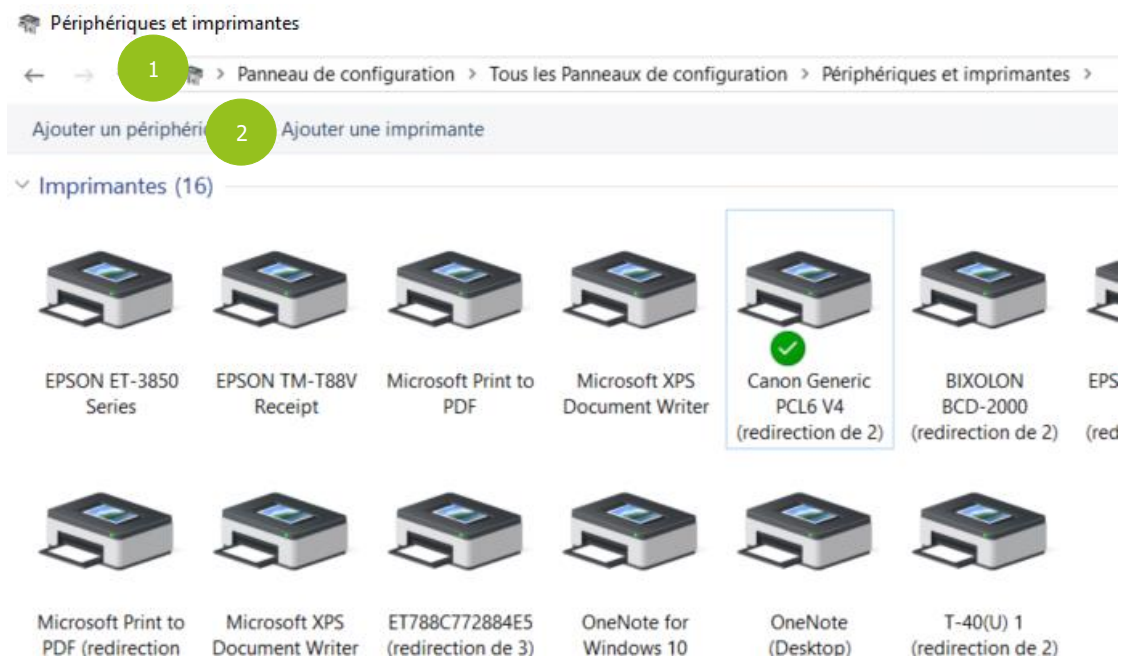 Périphériques et imprimantes
1
Panneau de configuration > Tous les Panneaux de configuration > Périphériques et imprimantes >
Ajouter un 2 Ajouter une imprimante
Imprimantes (16)
EPSON ET-3850 Series
EPSON TM-T88V Receipt
Microsoft Print to PDF
Microsoft XPS Document Writer
Canon Generic PCL6 V4 (redirection de 2)
BIXOLON BCD-2000 (redirection de 2)
Microsoft Print to PDF (redirection
Microsoft XPS Document Writer
ET788C772884E5 (redirection de 3)
OneNote for Windows 10
OneNote (Desktop)
T-40(U) 1 (redirection de 2)